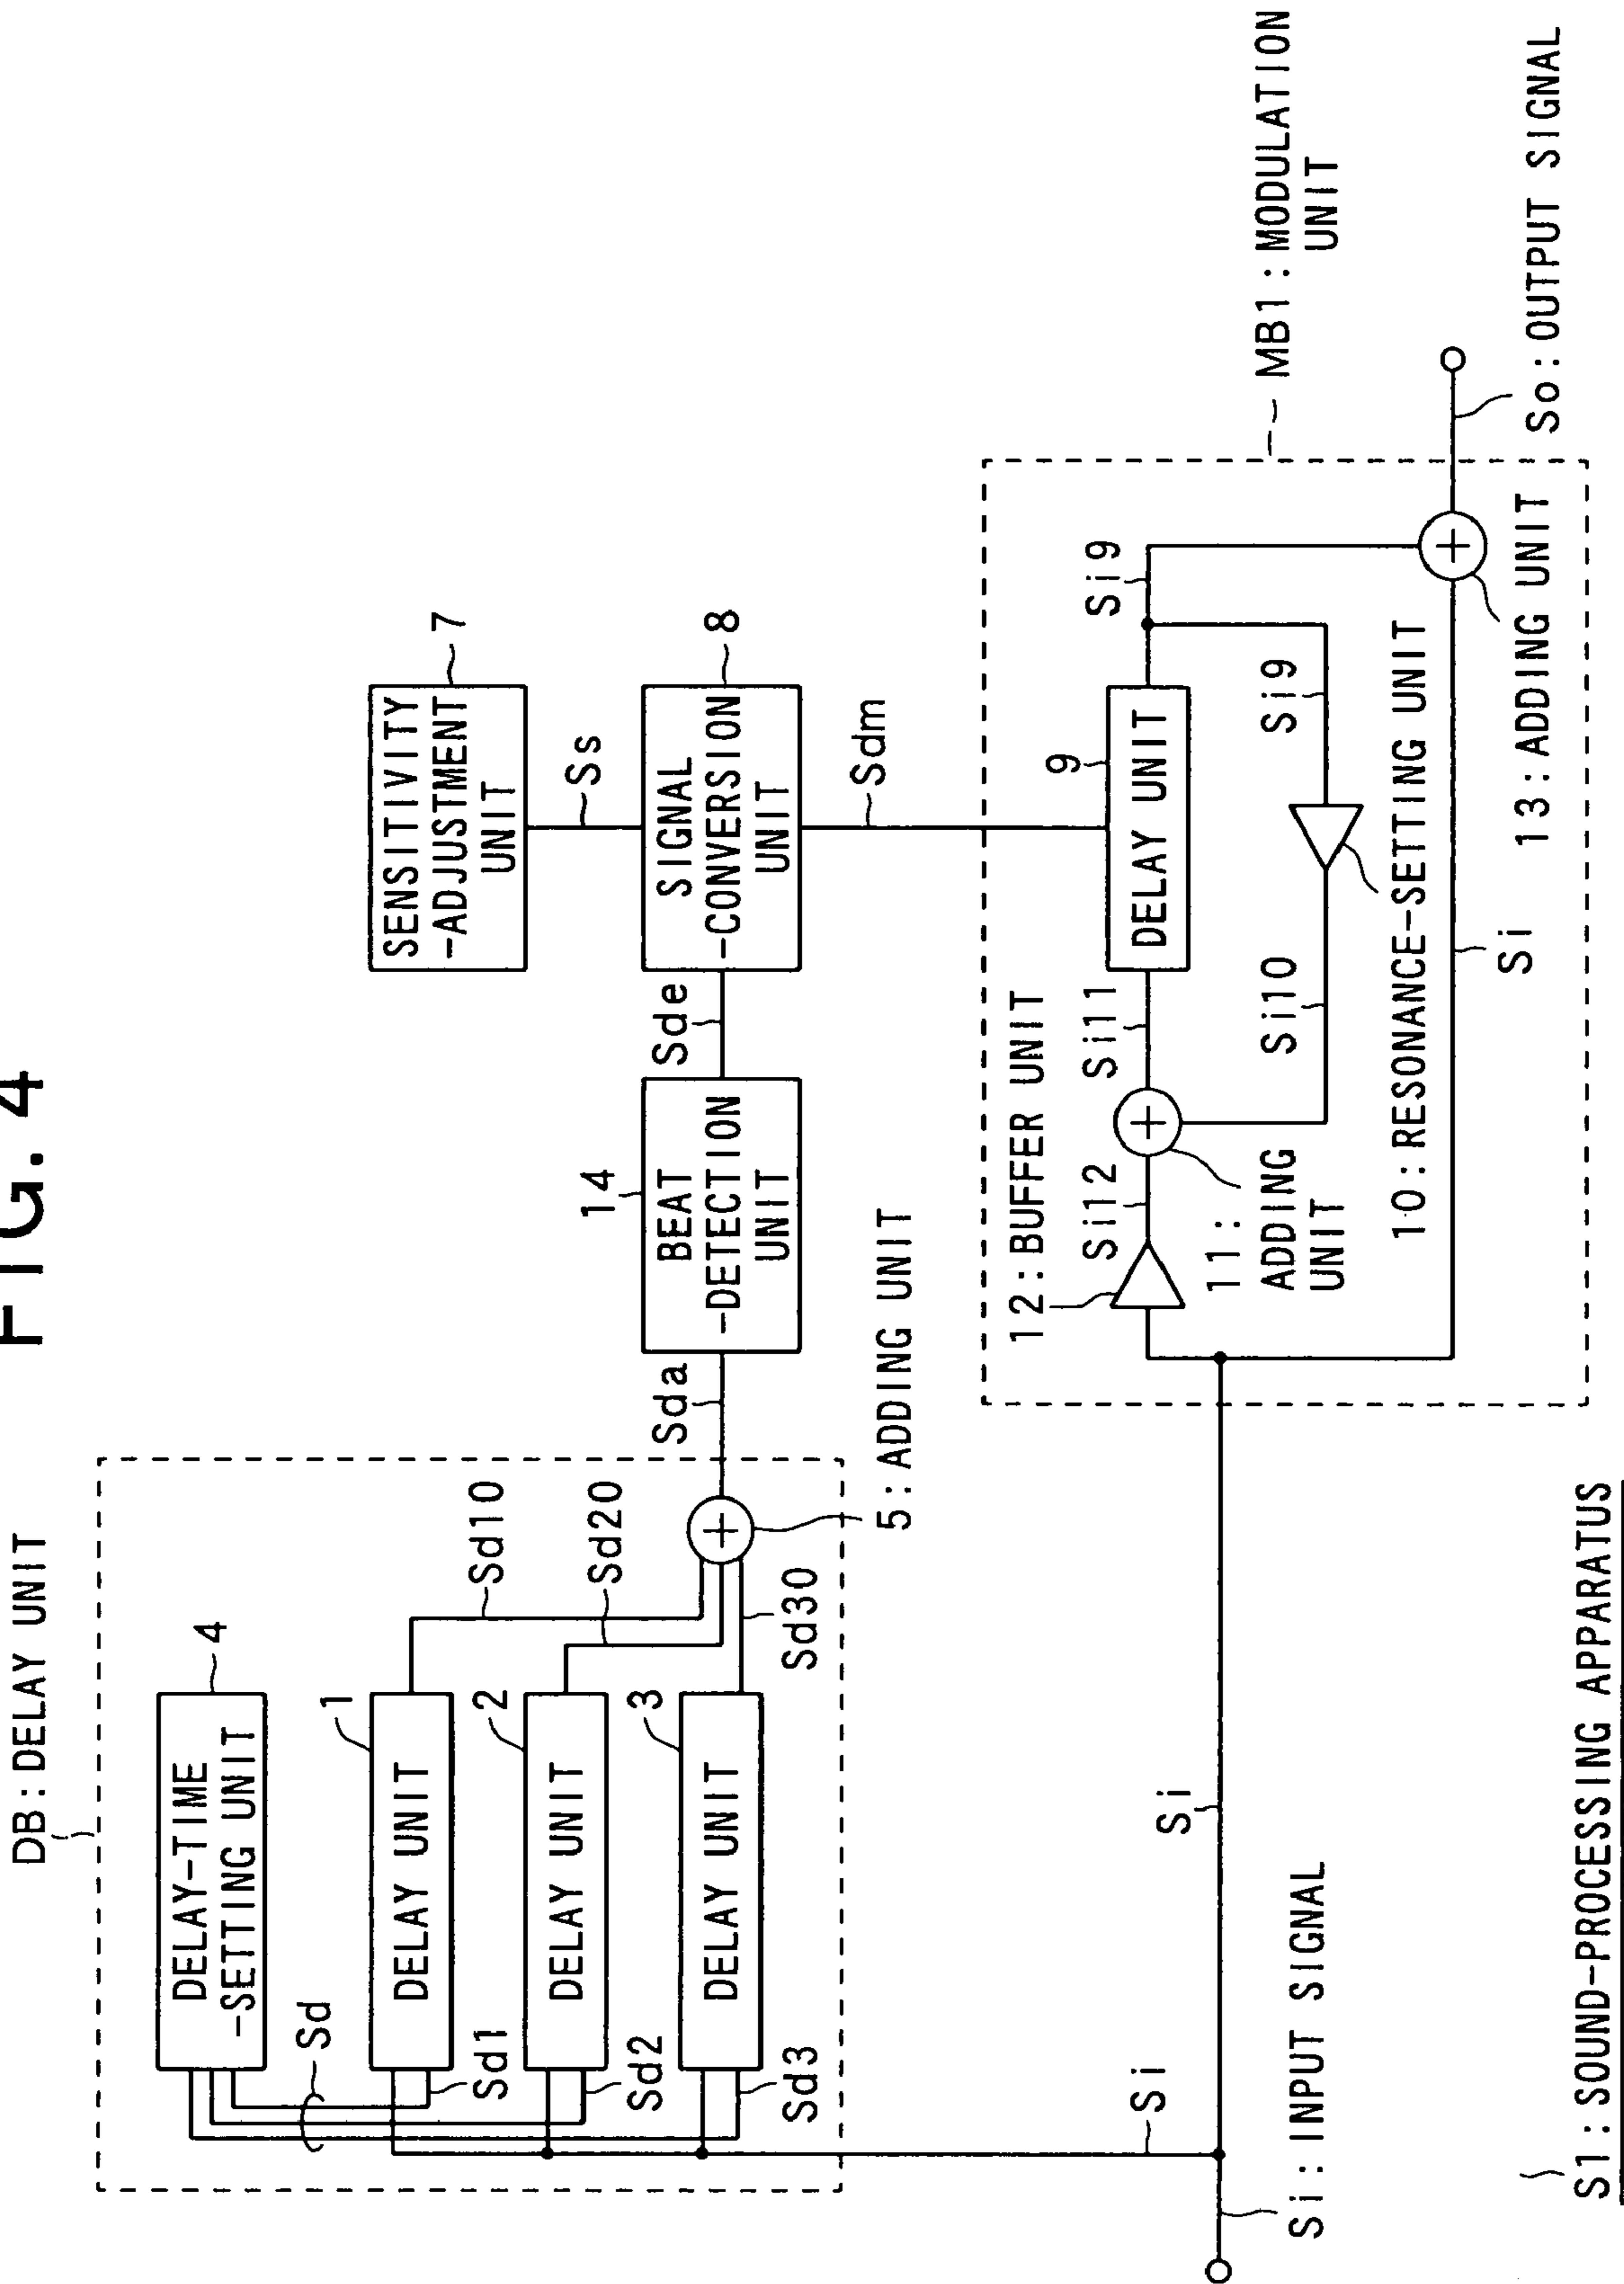 FIG. 4
DB:DELAY UNIT
DELAY-TIME
-SETTING UNIT
4
Sd
DELAY UNIT
1
Sd1
Sd10
DELAY UNIT
2
Sd2
Sd20
DELAY UNIT
3
Sd3
Sd30
5:ADDING UNIT
Sda
BEAT
-DETECTION
UNIT
14
Sde
SENSITIVITY
-ADJUSTMENT
UNIT
7
Ss
SIGNAL
-CONVERSION
UNIT
8
Sdm
MB1:MODULATION
UNIT
12:BUFFER UNIT
Si12
11:
ADDING
UNIT
Si11
DELAY UNIT
9
Si9
Si9
Si10
10:RESONANCE-SETTING UNIT
Si
13:ADDING UNIT
So:OUTPUT SIGNAL
Si
Si
Si:INPUT SIGNAL
S1:SOUND-PROCESSING APPARATUS